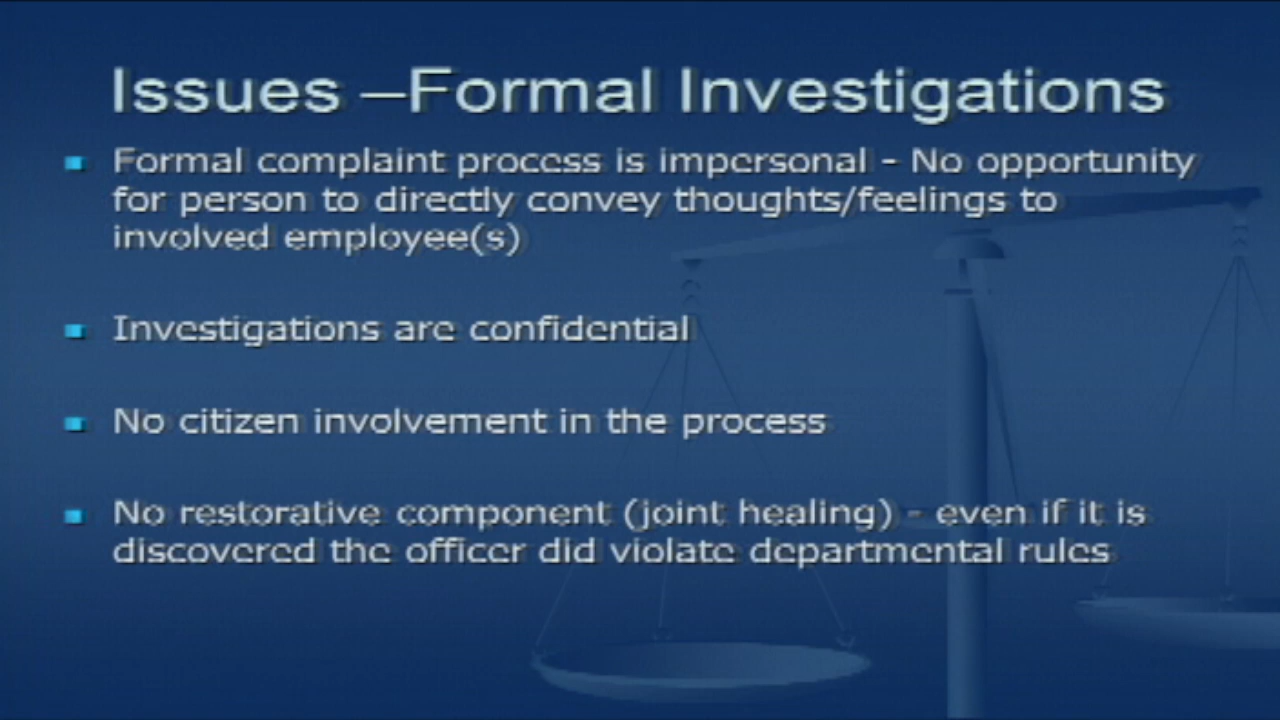 Issues –Formal Investigations
Formal complaint process is impersonal - No opportunity
for person to directly convey thoughts/feelings to
involved employee(s)
Investigations are confidential
No citizen involvement in the process
No restorative component (joint healing) - even if it is
discovered the officer did violate departmental rules